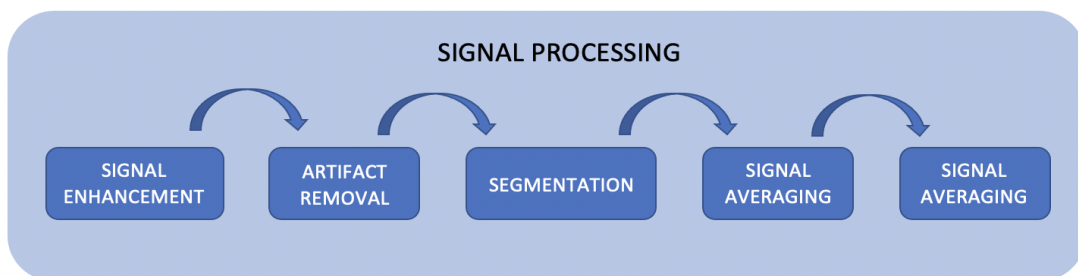 SIGNAL PROCESSING
SIGNAL
ENHANCEMENT
ARTIFACT
REMOVAL
SEGMENTATION
SIGNAL
AVERAGING
SIGNAL
AVERAGING